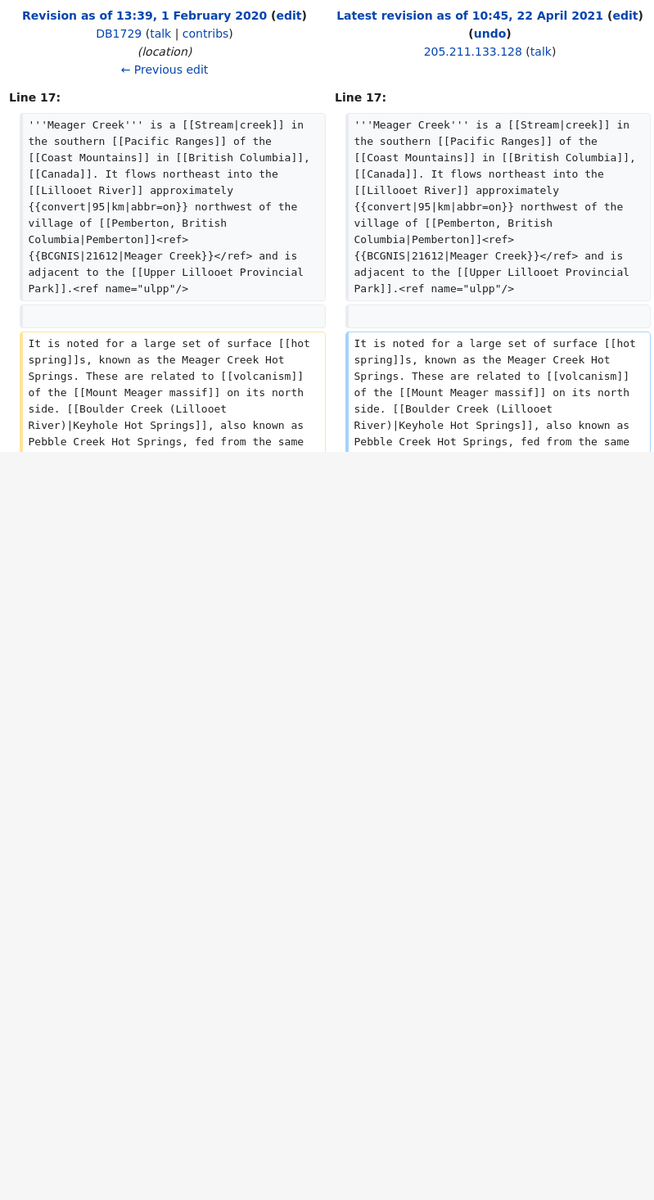 Revision as of 13:39, 1 February 2020 (edit)
DB1729 (talk | contribs)
(location)
← Previous edit
Latest revision as of 10:45, 22 April 2021 (edit)
(undo)
205.211.133.128 (talk)
Line 17:
Line 17:
'''Meager Creek''' is a [[Stream|creek]] in
the southern [[Pacific Ranges]] of the
[[Coast Mountains]] in [[British Columbia]],
[[Canada]]. It flows northeast into the
[[Lillooet River]] approximately
{{convert|95|km|abbr=on}} northwest of the
village of [[Pemberton, British
Columbia|Pemberton]]<ref>
{{BCGNIS|21612|Meager Creek}}</ref> and is
adjacent to the [[Upper Lillooet Provincial
Park]].<ref name="ulpp"/>
'''Meager Creek''' is a [[Stream|creek]] in
the southern [[Pacific Ranges]] of the
[[Coast Mountains]] in [[British Columbia]],
[[Canada]]. It flows northeast into the
[[Lillooet River]] approximately
{{convert|95|km|abbr=on}} northwest of the
village of [[Pemberton, British
Columbia|Pemberton]]<ref>
{{BCGNIS|21612|Meager Creek}}</ref> and is
adjacent to the [[Upper Lillooet Provincial
Park]].<ref name="ulpp"/>
It is noted for a large set of surface [[hot
spring]]s, known as the Meager Creek Hot
Springs. These are related to [[volcanism]]
of the [[Mount Meager massif]] on its north
side. [[Boulder Creek (Lillooet
River)|Keyhole Hot Springs]], also known as
Pebble Creek Hot Springs, fed from the same
It is noted for a large set of surface [[hot
spring]]s, known as the Meager Creek Hot
Springs. These are related to [[volcanism]]
of the [[Mount Meager massif]] on its north
side. [[Boulder Creek (Lillooet
River)|Keyhole Hot Springs]], also known as
Pebble Creek Hot Springs, fed from the same